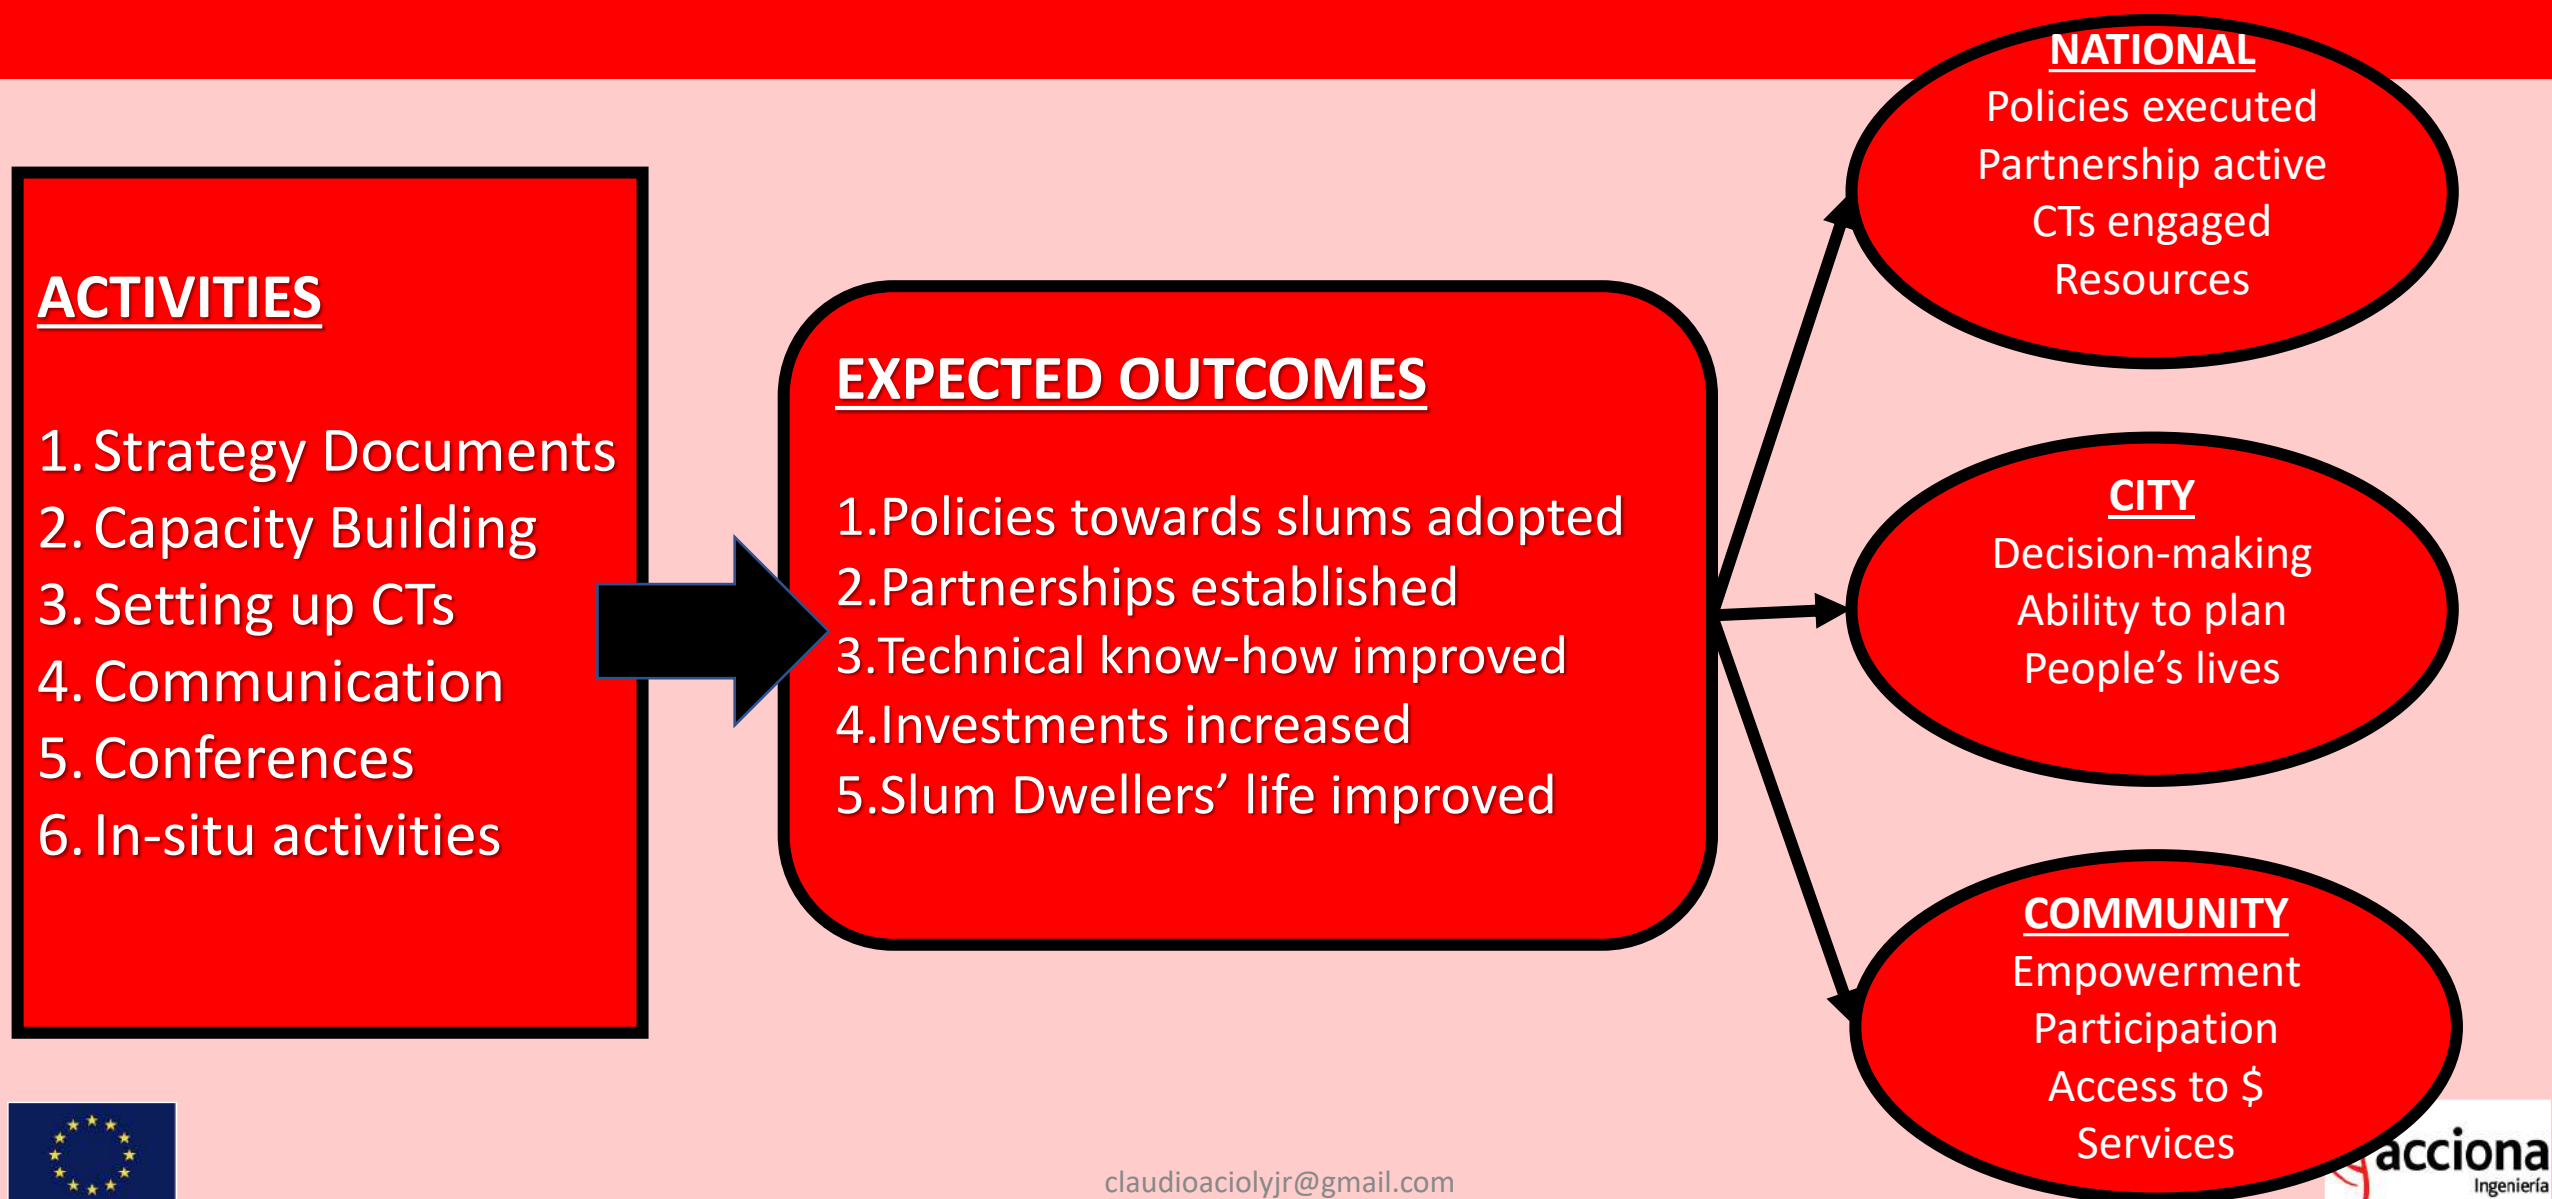 ACTIVITIES
1. Strategy Documents
2. Capacity Building
3. Setting up CTs
4. Communication
5. Conferences
6. In-situ activities
EXPECTED OUTCOMES
1.Policies towards slums adopted
2.Partnerships established
3.Technical know-how improved
4.Investments increased
5.Slum Dwellers’ life improved
NATIONAL
Policies executed
Partnership active
CTs engaged
Resources
CITY
Decision-making
Ability to plan
People’s lives
COMMUNITY
Empowerment
Participation
Access to $
Services
claudioaciolyjr@gmail.com
acciona
Ingeniería